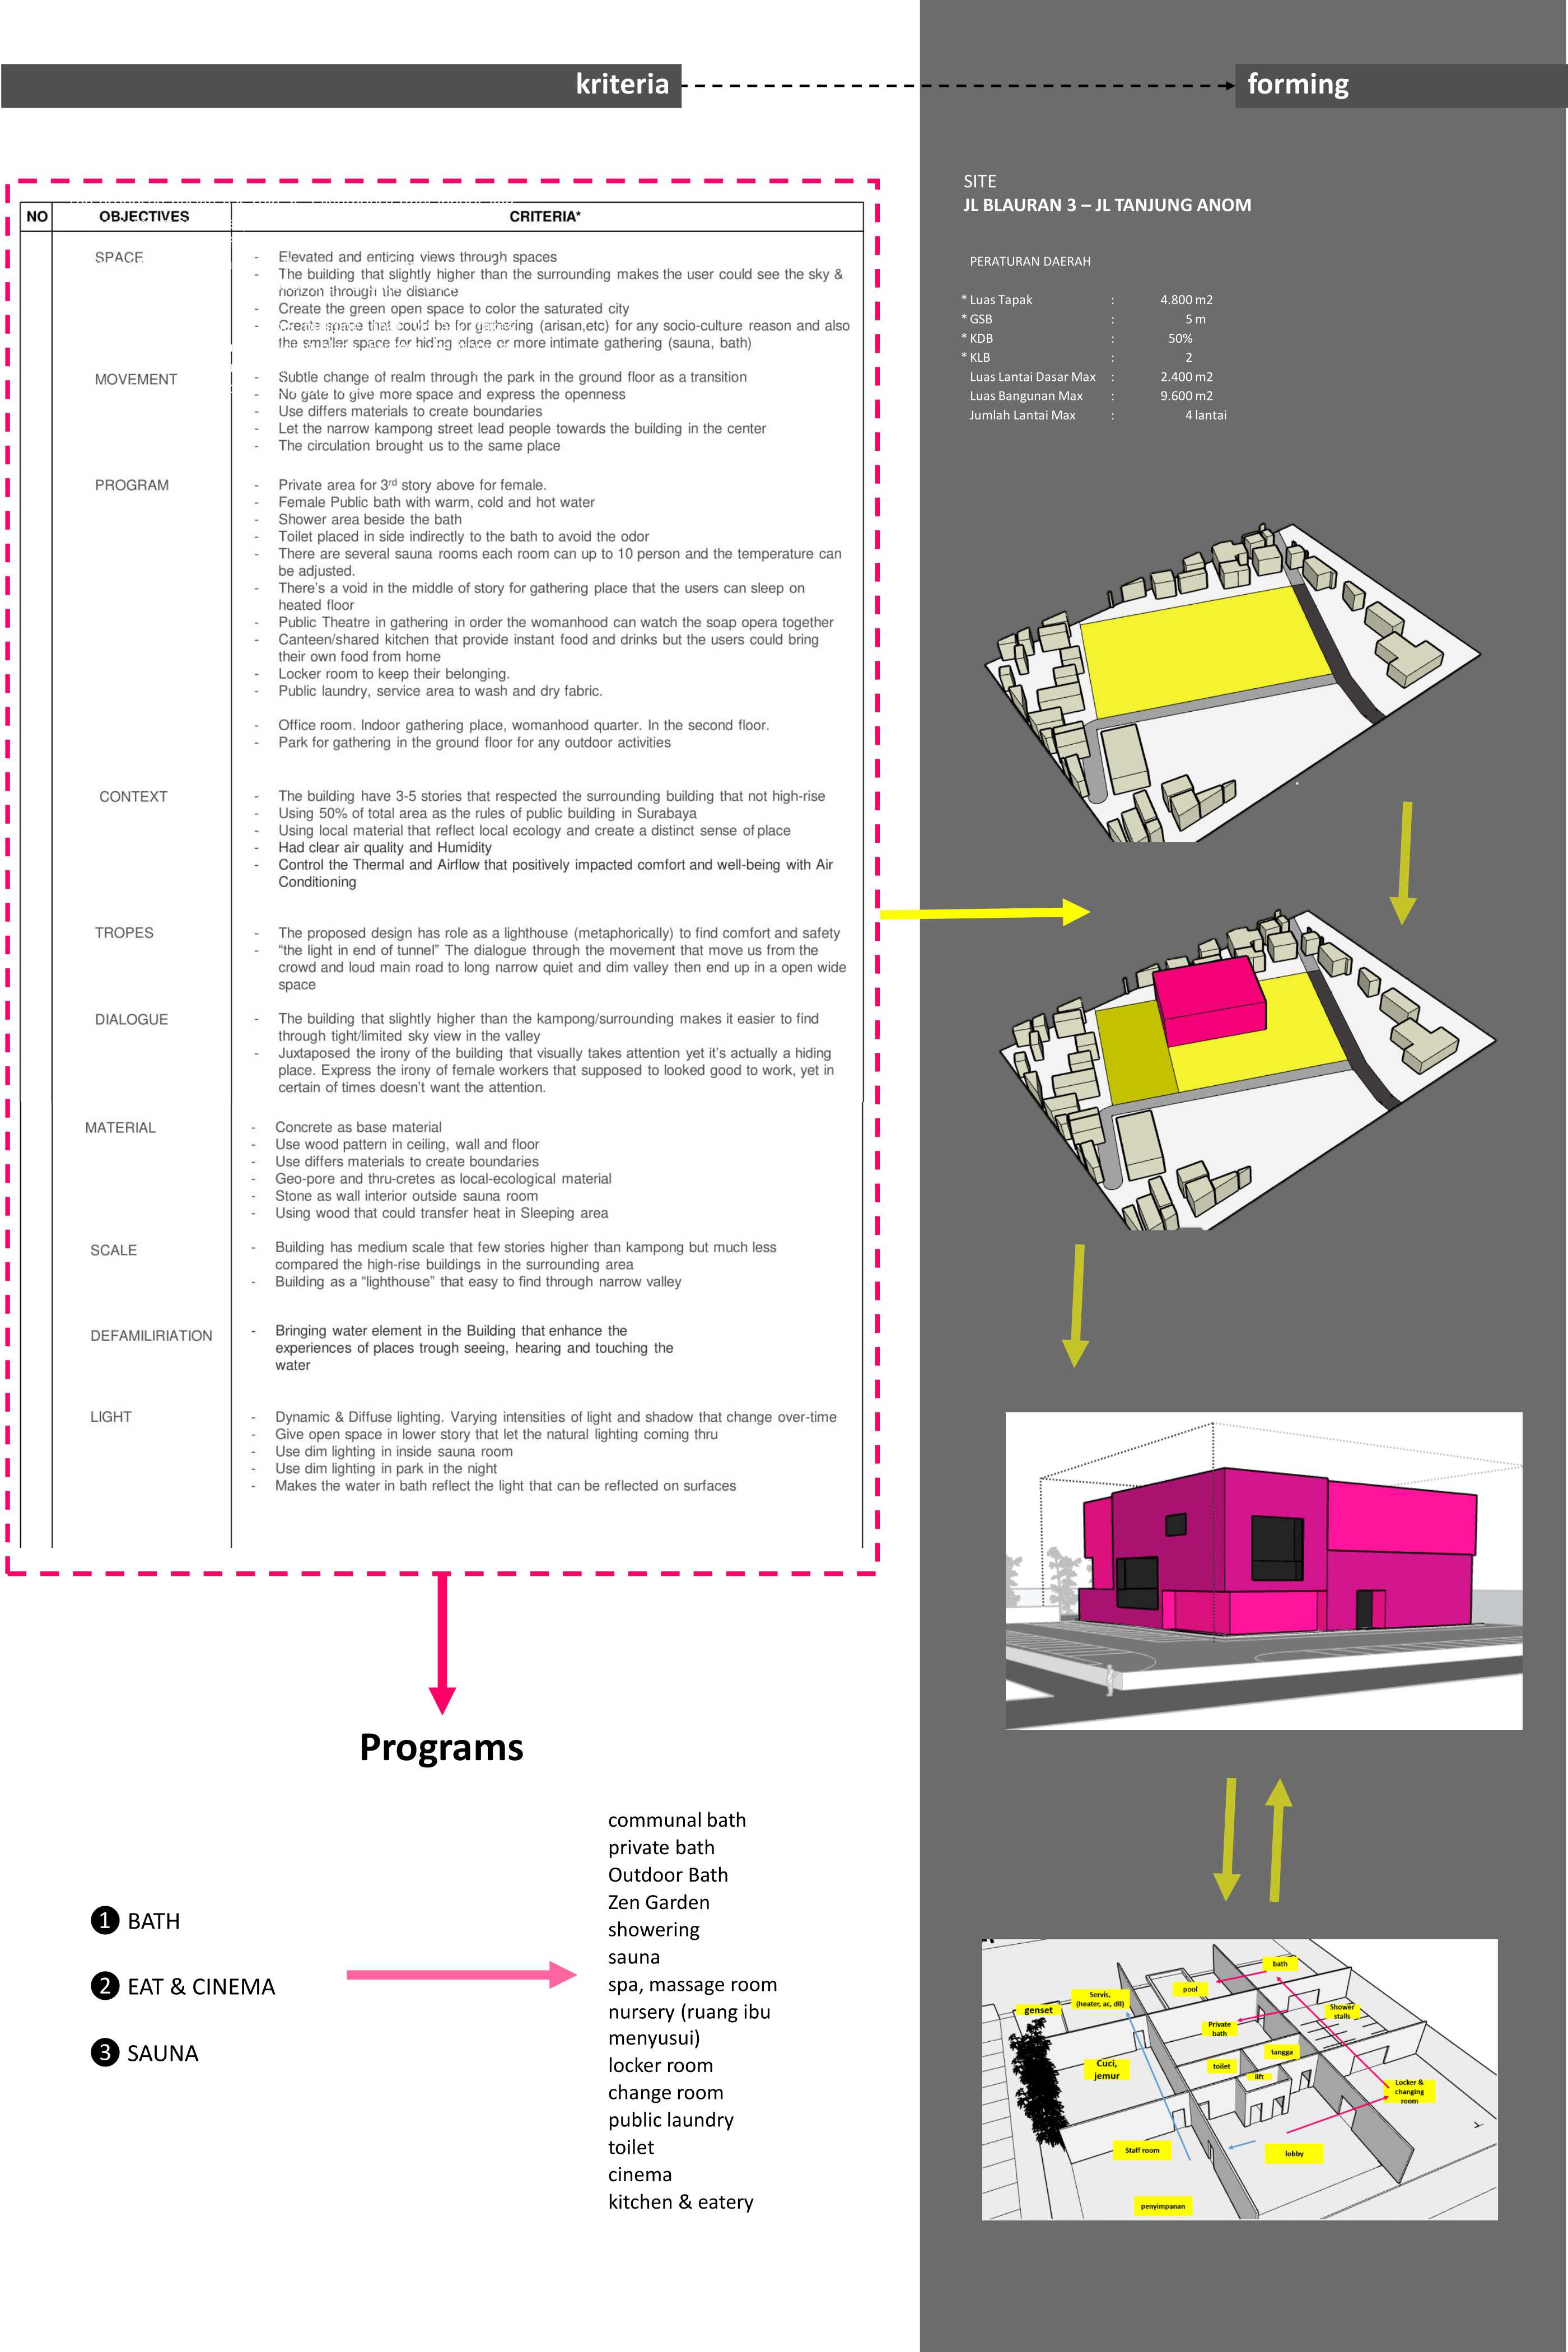 kriteria
forming
NO OBJECTIVES CRITERIA*
SPACE
- Elevated and enticing views through spaces
- The building that slightly higher than the surrounding makes the user could see the sky &
horizon through the distance
- Create the green open space to color the saturated city
- Create space that could be for gathering (arisan,etc) for any socio-culture reason and also
the smaller space for hiding place or more intimate gathering (sauna, bath)
MOVEMENT
- Subtle change of realm through the park in the ground floor as a transition
- No gate to give more space and express the openness
- Use differs materials to create boundaries
- Let the narrow kampong street lead people towards the building in the center
- The circulation brought us to the same place
PROGRAM
- Private area for 3rd story above for female.
- Female Public bath with warm, cold and hot water
- Shower area beside the bath
- Toilet placed in side indirectly to the bath to avoid the odor
- There are several sauna rooms each room can up to 10 person and the temperature can
be adjusted.
- There's a void in the middle of story for gathering place that the users can sleep on
heated floor
- Public Theatre in gathering in order the womanhood can watch the soap opera together
- Canteen/shared kitchen that provide instant food and drinks but the users could bring
their own food from home
- Locker room to keep their belonging.
- Public laundry, service area to wash and dry fabric.
- Office room. Indoor gathering place, womanhood quarter. In the second floor.
- Park for gathering in the ground floor for any outdoor activities
CONTEXT
- The building have 3-5 stories that respected the surrounding building that not high-rise
- Using 50% of total area as the rules of public building in Surabaya
- Using local material that reflect local ecology and create a distinct sense of place
- Had clear air quality and Humidity
- Control the Thermal and Airflow that positively impacted comfort and well-being with Air
Conditioning
TROPES
- The proposed design has role as a lighthouse (metaphorically) to find comfort and safety
- “the light in end of tunnel” The dialogue through the movement that move us from the
crowd and loud main road to long narrow quiet and dim valley then end up in a open wide
space
DIALOGUE
- The building that slightly higher than the kampong/surrounding makes it easier to find
through tight/limited sky view in the valley
- Juxtaposed the irony of the building that visually takes attention yet it's actually a hiding
place. Express the irony of female workers that supposed to looked good to work, yet in
certain of times doesn't want the attention.
MATERIAL
- Concrete as base material
- Use wood pattern in ceiling, wall and floor
- Use differs materials to create boundaries
- Geo-pore and thru-cretes as local-ecological material
- Stone as wall interior outside sauna room
- Using wood that could transfer heat in Sleeping area
SCALE
- Building has medium scale that few stories higher than kampong but much less
compared the high-rise buildings in the surrounding area
- Building as a “lighthouse” that easy to find through narrow valley
DEFAMILIRIATION
- Bringing water element in the Building that enhance the
experiences of places trough seeing, hearing and touching the
water
LIGHT
- Dynamic & Diffuse lighting. Varying intensities of light and shadow that change over-time
- Give open space in lower story that let the natural lighting coming thru
- Use dim lighting in inside sauna room
- Use dim lighting in park in the night
- Makes the water in bath reflect the light that can be reflected on surfaces
Programs
1 BATH
2 EAT & CINEMA
3 SAUNA
communal bath
private bath
Outdoor Bath
Zen Garden
showering
sauna
spa, massage room
nursery (ruang ibu
menyusui)
locker room
change room
public laundry
toilet
cinema
kitchen & eatery
SITE
JL BLAURAN 3 – JL TANJUNG ANOM
PERATURAN DAERAH
* Luas Tapak : 4.800 m2
* GSB : 5 m
* KDB : 50%
* KLB : 2
Luas Lantai Dasar Max : 2.400 m2
Luas Bangunan Max : 9.600 m2
Jumlah Lantai Max : 4 lantai
bath
pool
Servis,
(heater, ac, dll)
genset
Shower
stalls
Private
bath
tangga
toilet
Cuci,
jemur
lift
Locker &
changing
room
Staff room
lobby
penyimpanan